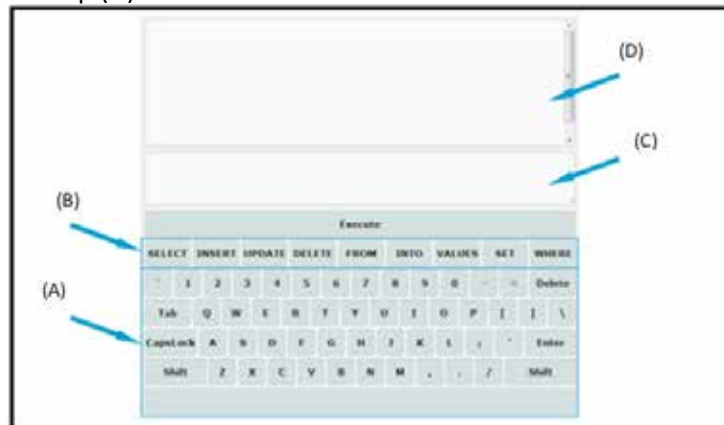 (D)
(C)
(B)
Execute
SELECT INSERT UPDATE DELETE FROM INTO VALUES SET WHERE
(A)
` 1 2 3 4 5 6 7 8 9 0 - = Delete
Tab Q W E R T Y U I O P [ ] \
CapsLock A S D F G H J K L ; ' Enter
Shift Z X C V B N M , . / Shift